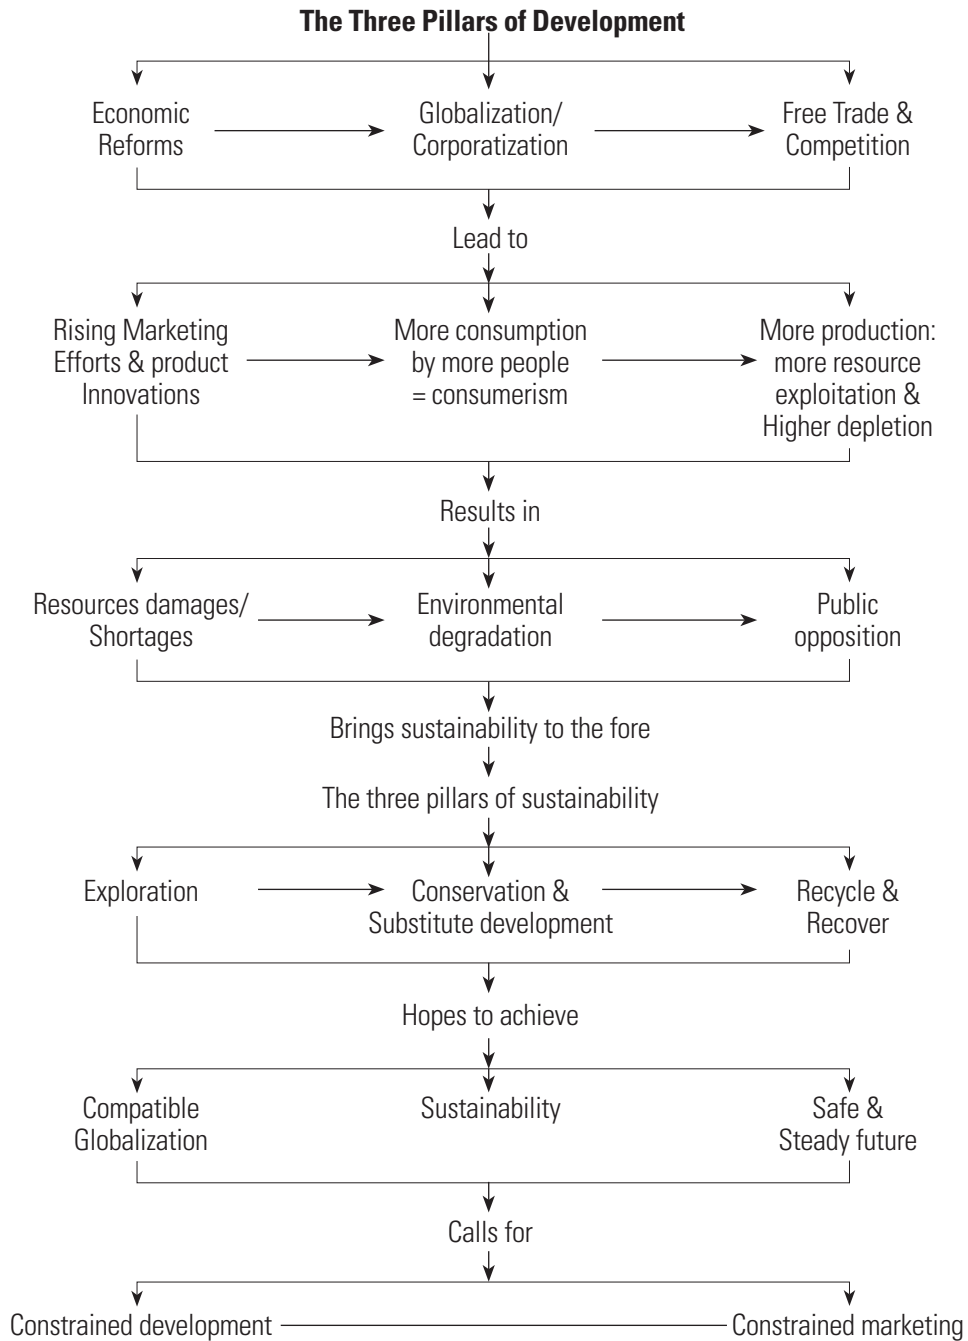 The Three Pillars of Development
Economic
Reforms
Globalization/
Corporatization
Free Trade &
Competition
Lead to
Rising Marketing
Efforts & product
Innovations
More consumption
by more people
= consumerism
More production:
more resource
exploitation &
Higher depletion
Results in
Resources damages/
Shortages
Environmental
degradation
Public
opposition
Brings sustainability to the fore
The three pillars of sustainability
Exploration
Conservation &
Substitute development
Recycle &
Recover
Hopes to achieve
Compatible
Globalization
Sustainability
Safe &
Steady future
Calls for
Constrained development
Constrained marketing